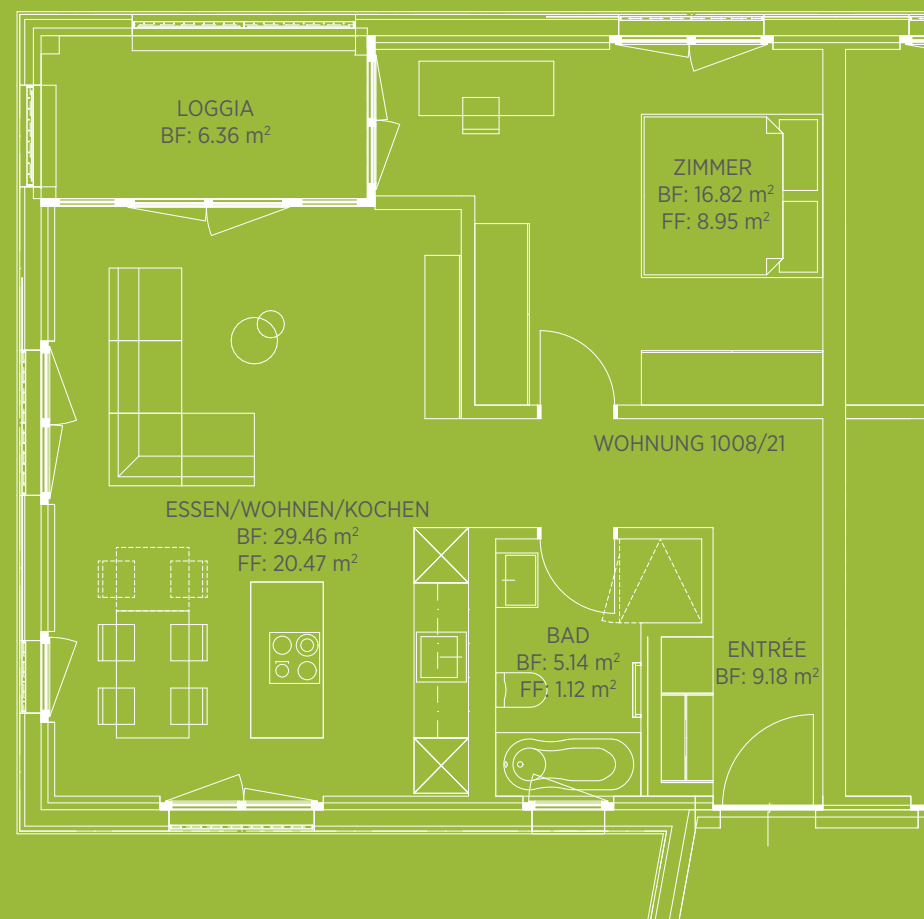 LOGGIA
BF: 6.36 m²
ZIMMER
BF: 16.82 m²
FF: 8.95 m²
WOHNUNG 1008/21
ESSEN/WOHNEN/KOCHEN
BF: 29.46 m²
FF: 20.47 m²
BAD
BF: 5.14 m²
FF: 1.12 m²
ENTRÉE
BF: 9.18 m²